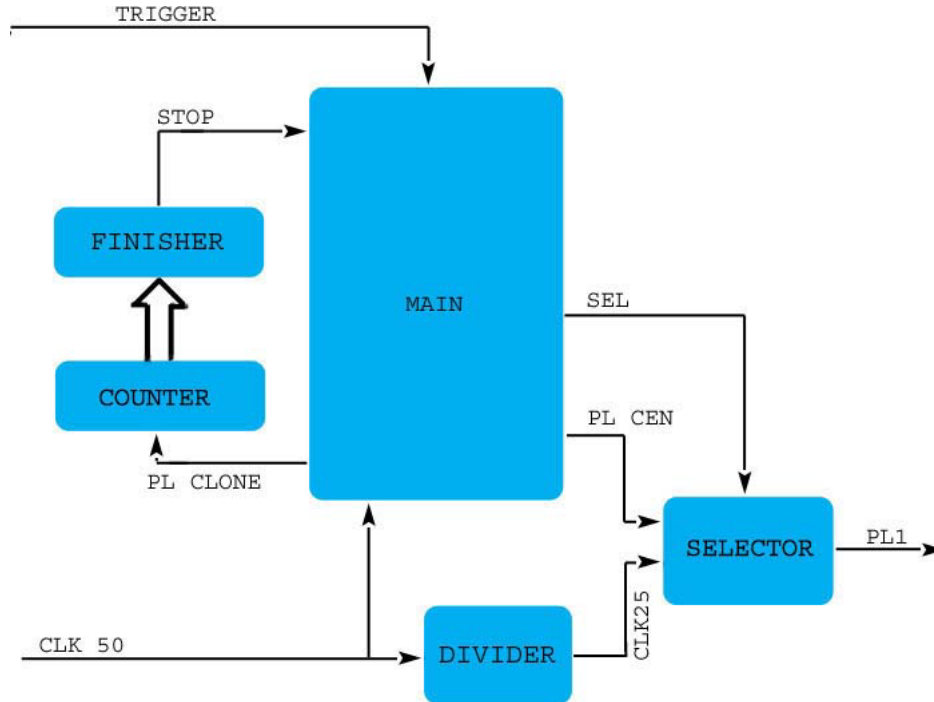 TRIGGER
STOP
FINISHER
MAIN
SEL
COUNTER
PL CEN
PL CLONE
SELECTOR
PL1
CLK25
CLK 50
DIVIDER